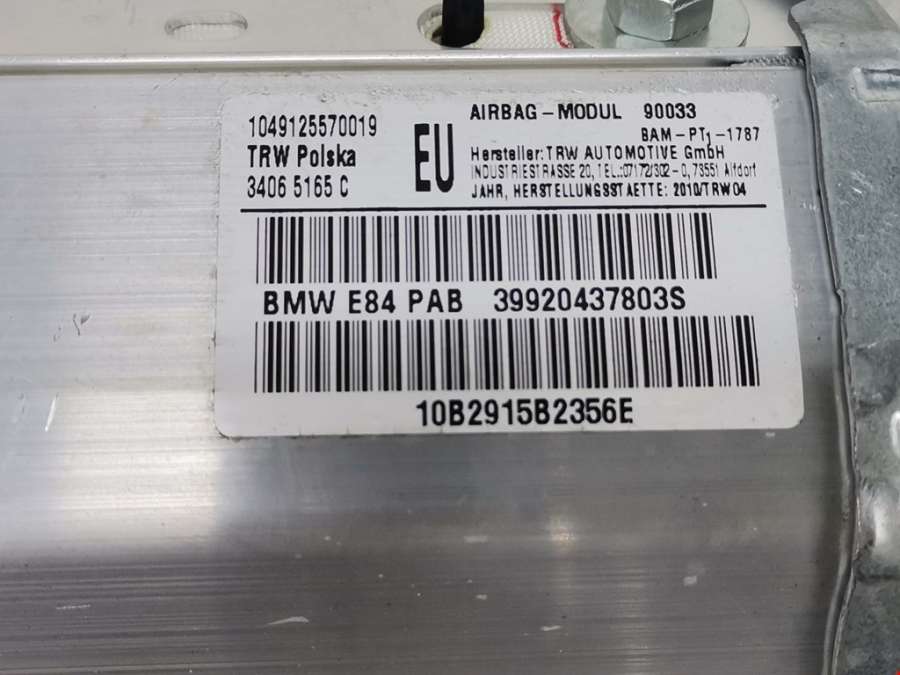 1049125570019
TRW Polska
3406 5165 C
EU
AIRBAG-MODUL 90033
BAM-PT1-1787
Hersteller: TRW AUTOMOTIVE GmbH
INDUSTRIESTRASSE 20, TEL.:07172/302-0, 73551 Alfdorf
JAHR, HERSTELLUNGSSTAETTE: 2010/TRW04
BMW E84 PAB 39920437803S
10B2915B2356E